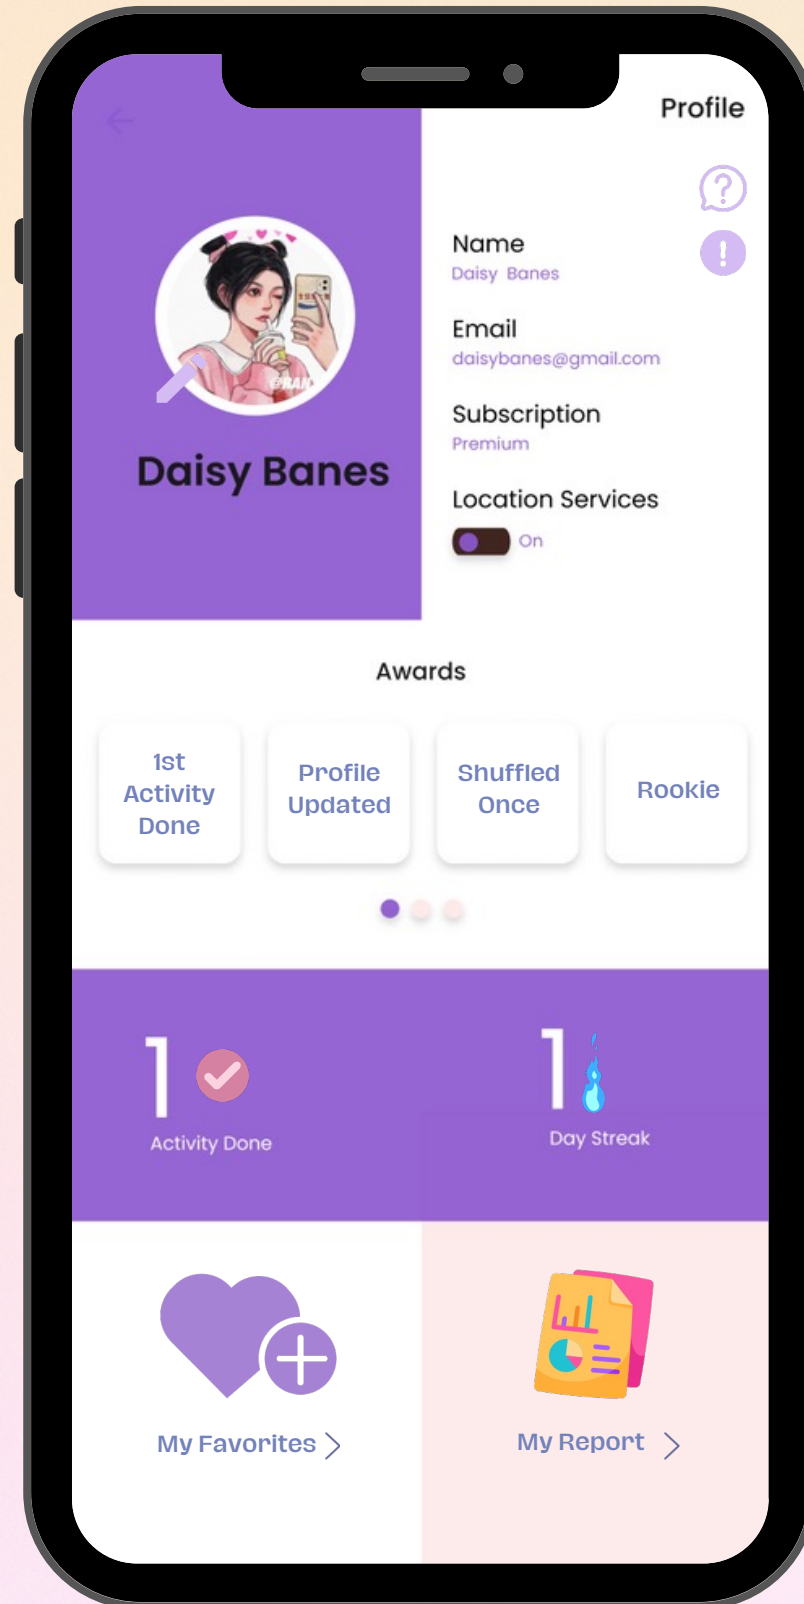 Profile
Name
Daisy Banes
Email
daisybanes@gmail.com
Subscription
Premium
Location Services
On
Daisy Banes
Awards
1st
Activity
Done
Profile
Updated
Shuffled
Once
Rookie
1
Activity Done
1
Day Streak
My Favorites
My Report